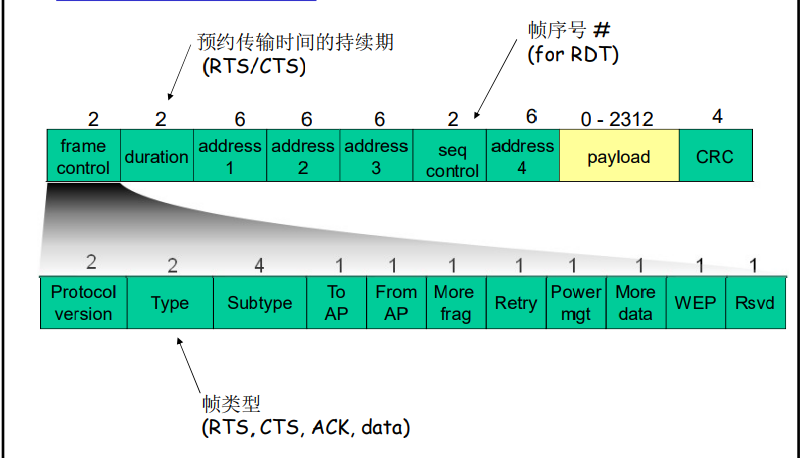 预约传输时间的持续期
(RTS/CTS)
帧序号 #
(for RDT)
2 2 6 6 6 2 6 0 - 2312 4
frame control duration address 1 address 2 address 3 seq control address 4 payload CRC
2 2 4 1 1 1 1 1 1 1 1
Protocol version Type Subtype To AP From AP More frag Retry Power mgt More data WEP Rsvd
帧类型
(RTS, CTS, ACK, data)